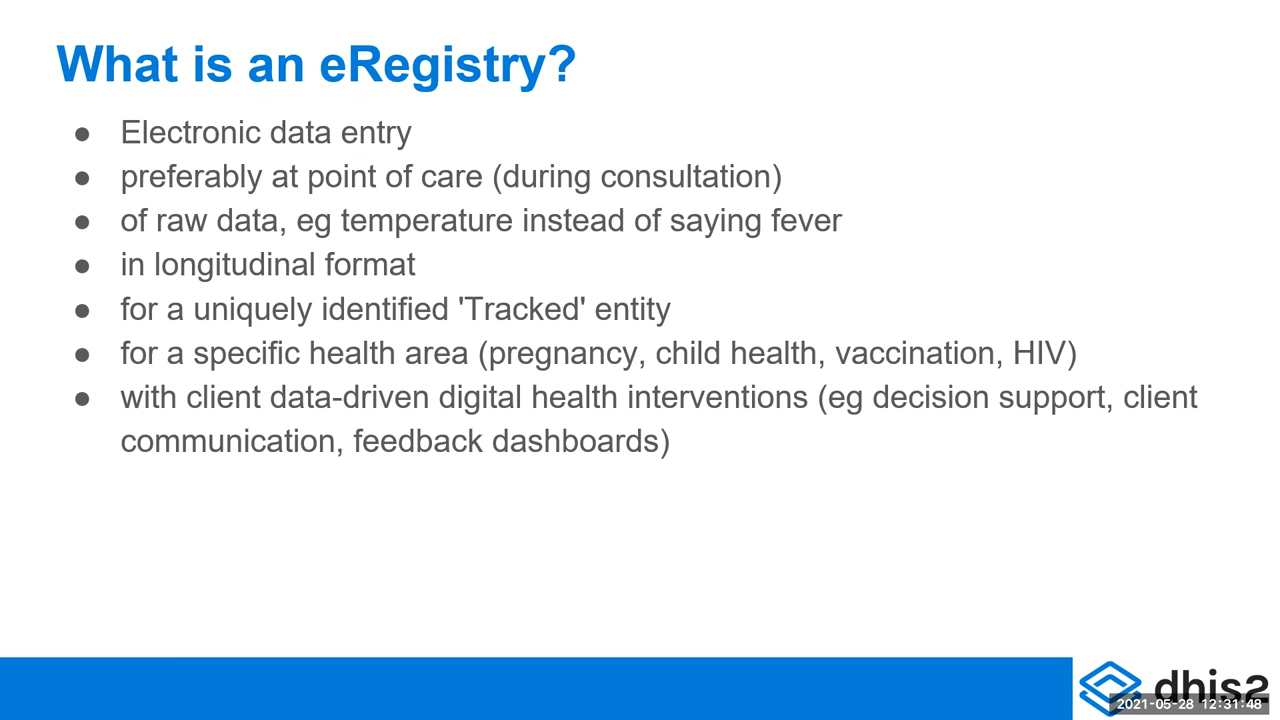 What is an eRegistry?
● Electronic data entry
● preferably at point of care (during consultation)
● of raw data, eg temperature instead of saying fever
● in longitudinal format
● for a uniquely identified 'Tracked' entity
● for a specific health area (pregnancy, child health, vaccination, HIV)
● with client data-driven digital health interventions (eg decision support, client
communication, feedback dashboards)
dhis2
2021-05-28 12:31:48